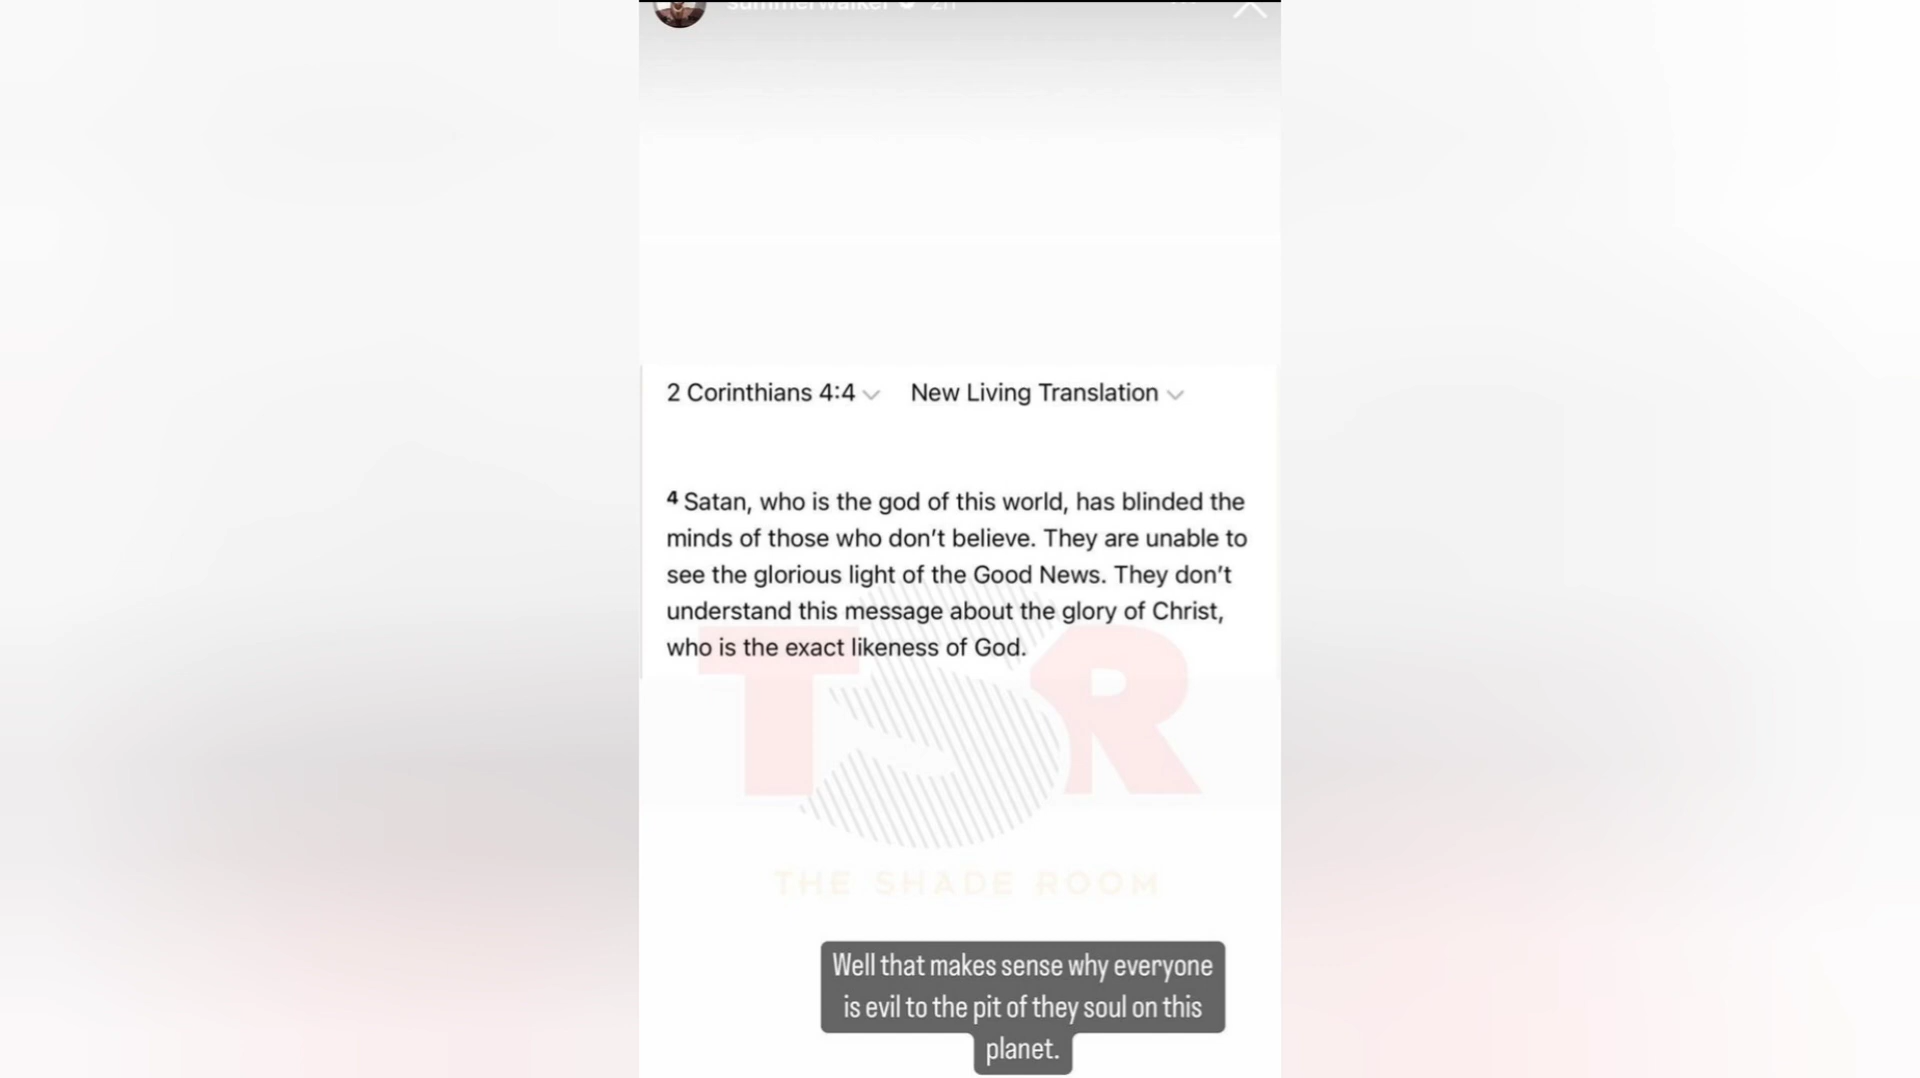 summerwalker 2h
2 Corinthians 4:4 New Living Translation
4 Satan, who is the god of this world, has blinded the
minds of those who don’t believe. They are unable to
see the glorious light of the Good News. They don’t
understand this message about the glory of Christ,
who is the exact likeness of God.
TSR
THE SHADE ROOM
Well that makes sense why everyone
is evil to the pit of they soul on this
planet.